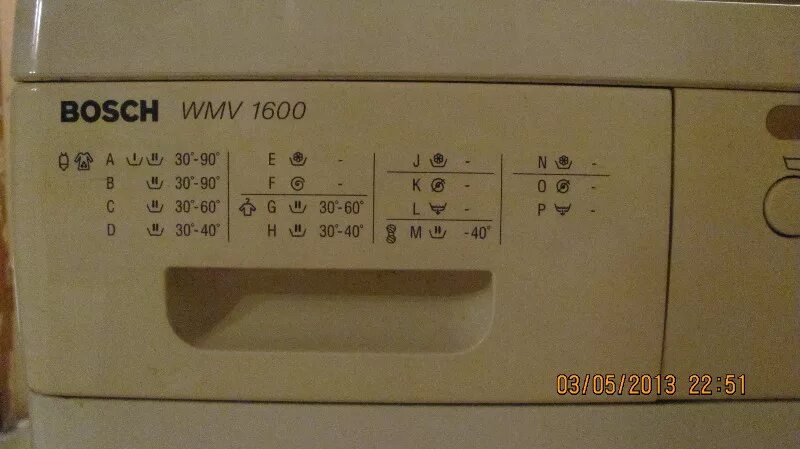 BOSCH WMV 1600
A 30°-90° E - J - N -
B 30°-90° F - K - O -
C 30°-60° G 30°-60° L - P -
D 30°-40° H 30°-40° M -40°
03/05/2013 22:51